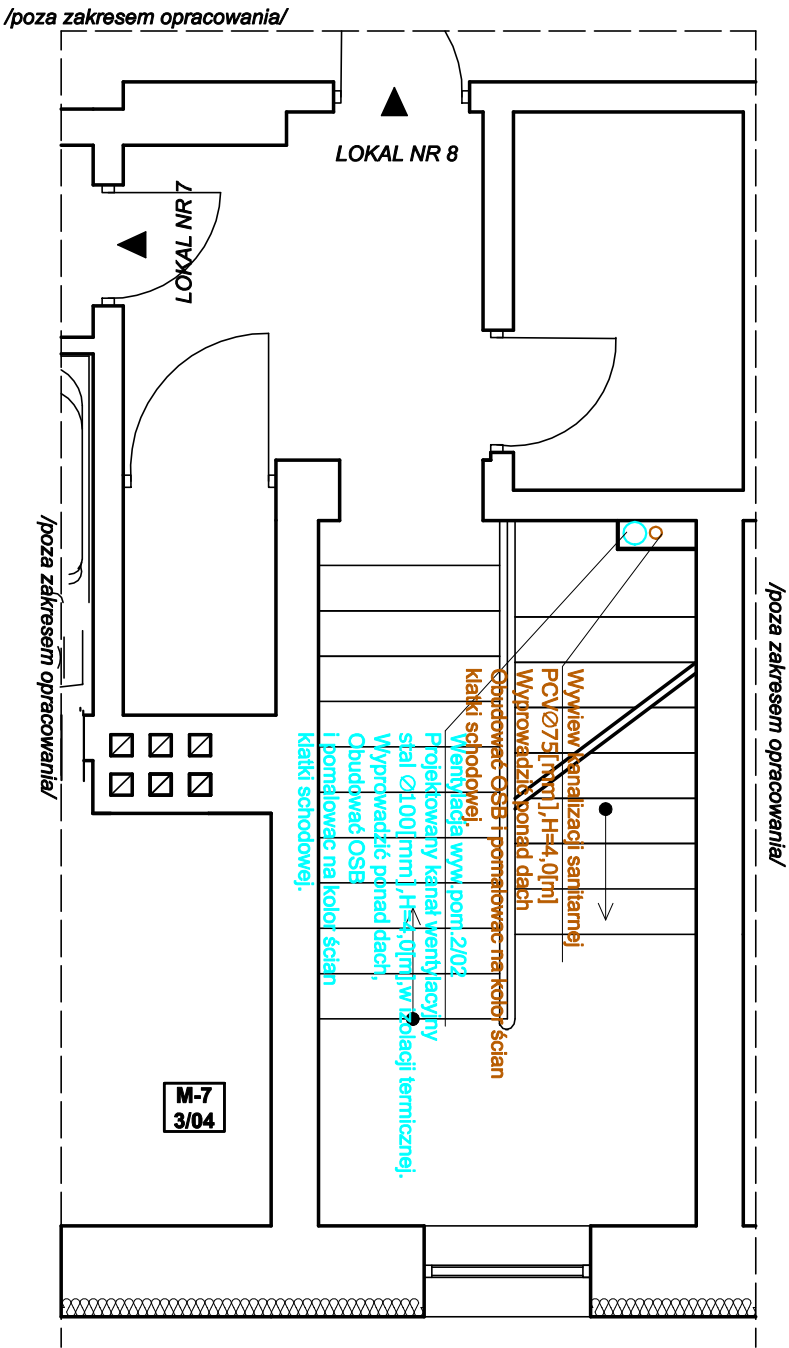 /poza zakresem opracowania/
LOKAL NR 8
LOKAL NR 7
/poza zakresem opracowania/
/poza zakresem opracowania/
Wywiew kanalizacji sanitarnej
PCVØ75[mm],H=4,0[m]
Wyprowadzić ponad dach
Obudować OSB i pomalować na kolor ścian
klatki schodowej.
Wentylacja wyw.pom.2/02
Projektowany kanał wentylacyjny
stal Ø100[mm],H=4,0[m],w izolacji termicznej.
Wyprowadzić ponad dach,
Obudować OSB
i pomalować na kolor ścian
klatki schodowej.
M-7
3/04